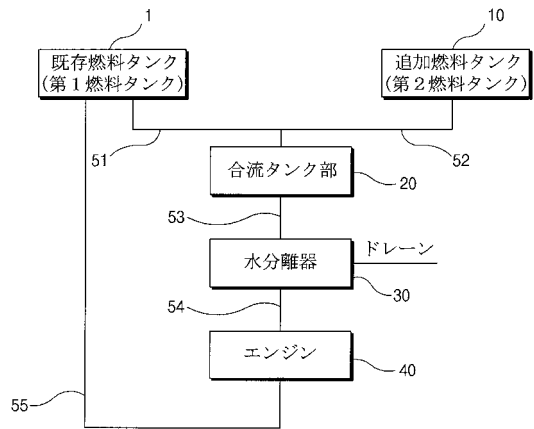 1
10
既存燃料タンク
(第1燃料タンク)
追加燃料タンク
(第2燃料タンク)
51
52
合流タンク部
20
53
水分離器
ドレーン
30
54
エンジン
40
55